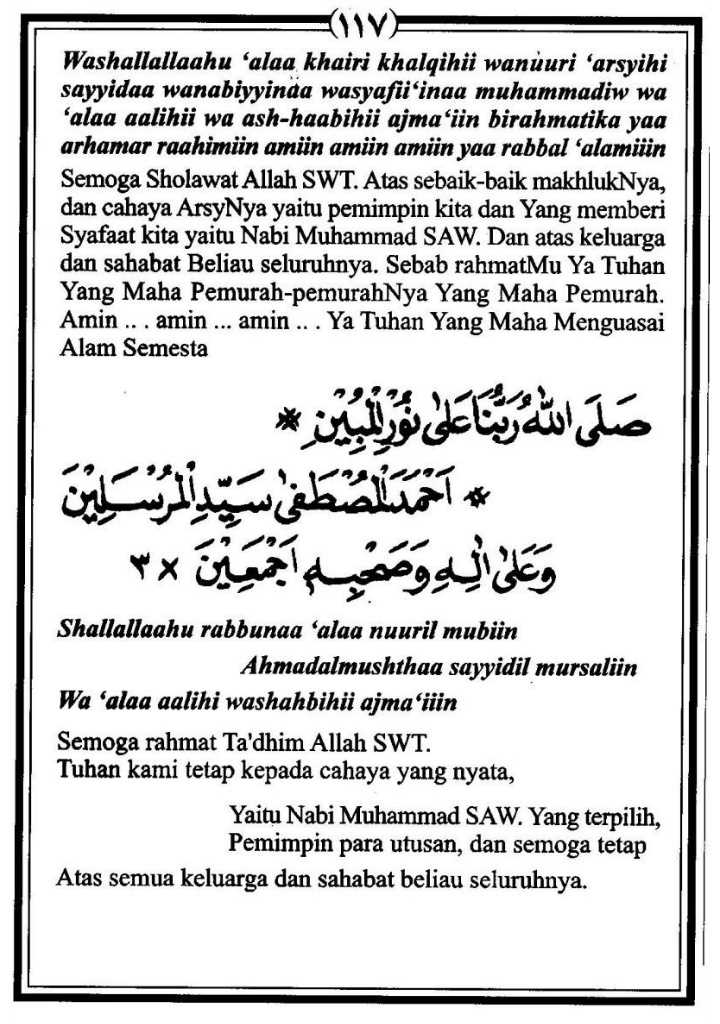 (١١٧)
Washallallaahu ‘alaa khairi khalqihii wanuuri ‘arsyihi
sayyidaa wanabiyyinaa wasyafii‘inaa muhammadiw wa
‘alaa aalihii wa ash-haabihii ajma‘iin birahmatika yaa
arhamar raahimiin amiin amiin amiin yaa rabbal ‘alamiiin
Semoga Sholawat Allah SWT. Atas sebaik-baik makhlukNya,
dan cahaya ArsyNya yaitu pemimpin kita dan Yang memberi
Syafaat kita yaitu Nabi Muhammad SAW. Dan atas keluarga
dan sahabat Beliau seluruhnya. Sebab rahmatMu Ya Tuhan
Yang Maha Pemurah-pemurahNya Yang Maha Pemurah.
Amin .. . amin ... amin .. . Ya Tuhan Yang Maha Menguasai
Alam Semesta
صَلَّى اللهُ رَبُّنَا عَلَى نُوْرِالْمُبِيْنِ *
* اَحْمَدَالْمُصْطَفَى سَيِّدِالْمُرْسَلِيْنَ
وَعَلَى اٰلِهِ وَصَحْبِهِ اَجْمَعِيْنَ × ٣
Shallallaahu rabbunaa ‘alaa nuuril mubiin
Ahmadalmushthaa sayyidil mursaliin
Wa ‘alaa aalihi washahbihii ajma‘iiin
Semoga rahmat Ta'dhim Allah SWT.
Tuhan kami tetap kepada cahaya yang nyata,
Yaitu Nabi Muhammad SAW. Yang terpilih,
Pemimpin para utusan, dan semoga tetap
Atas semua keluarga dan sahabat beliau seluruhnya.